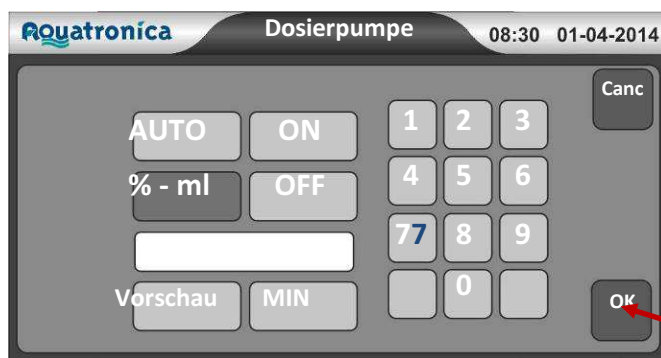 Aquatronica Dosierpumpe 08:30 01-04-2014
Canc
AUTO ON 1 2 3
% - ml OFF 4 5 6
77 8 9
Vorschau MIN 0
OK